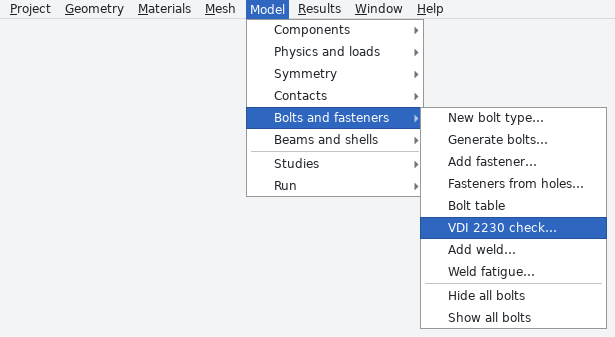 Project Geometry Materials Mesh Model Results Window Help
Components
Physics and loads
Symmetry
Contacts
Bolts and fasteners
Beams and shells
Studies
Run
New bolt type...
Generate bolts...
Add fastener...
Fasteners from holes...
Bolt table
VDI 2230 check...
Add weld...
Weld fatigue...
Hide all bolts
Show all bolts